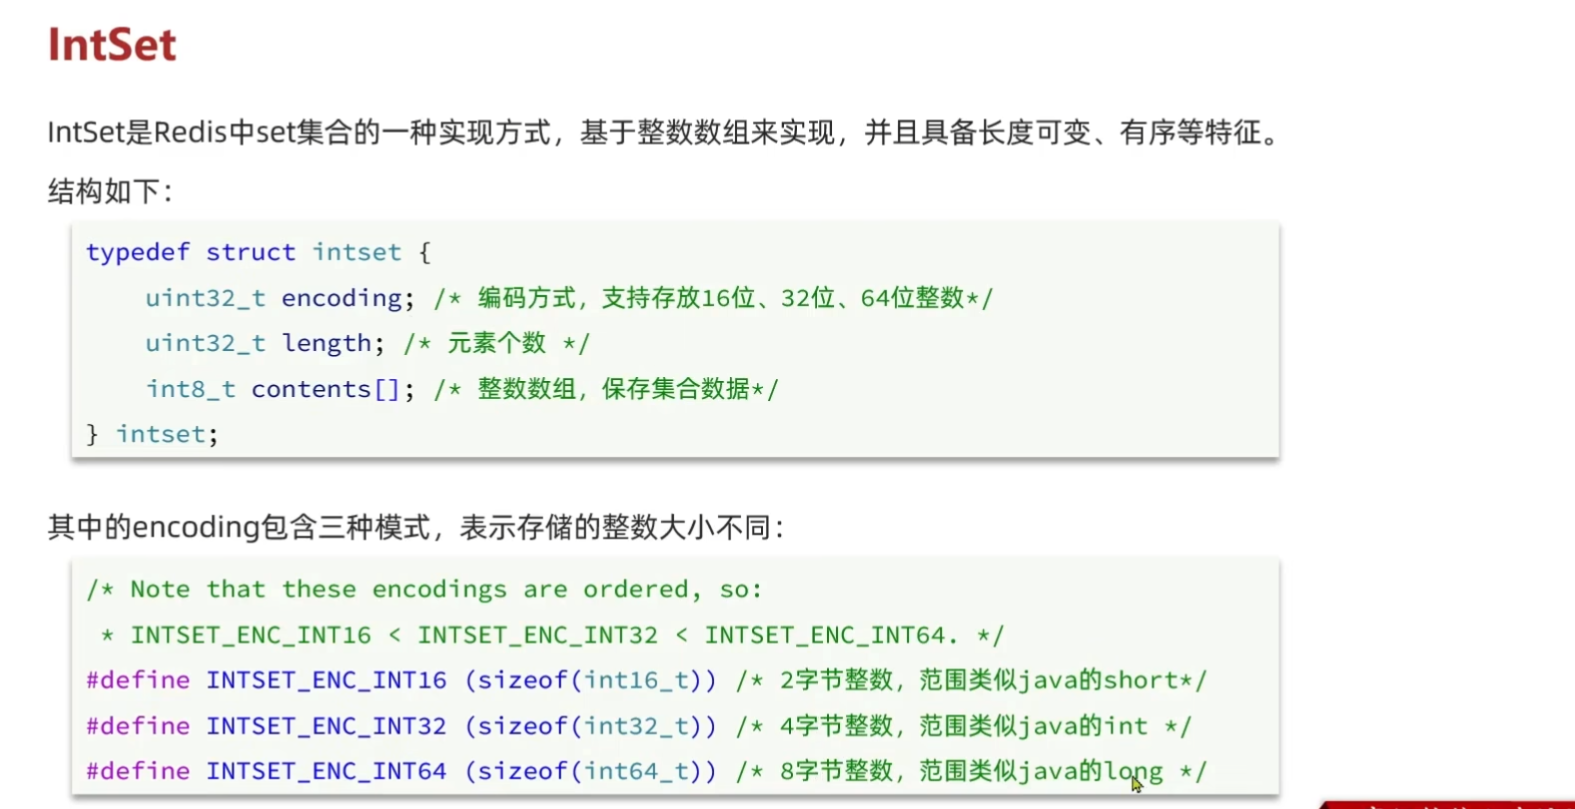 IntSet
IntSet是Redis中set集合的一种实现方式，基于整数数组来实现，并且具备长度可变、有序等特征。
结构如下：
typedef struct intset {
    uint32_t encoding; /* 编码方式，支持存放16位、32位、64位整数*/
    uint32_t length; /* 元素个数 */
    int8_t contents[]; /* 整数数组，保存集合数据*/
} intset;
其中的encoding包含三种模式，表示存储的整数大小不同：
/* Note that these encodings are ordered, so:
 * INTSET_ENC_INT16 < INTSET_ENC_INT32 < INTSET_ENC_INT64. */
#define INTSET_ENC_INT16 (sizeof(int16_t)) /* 2字节整数，范围类似java的short*/
#define INTSET_ENC_INT32 (sizeof(int32_t)) /* 4字节整数，范围类似java的int */
#define INTSET_ENC_INT64 (sizeof(int64_t)) /* 8字节整数，范围类似java的long */